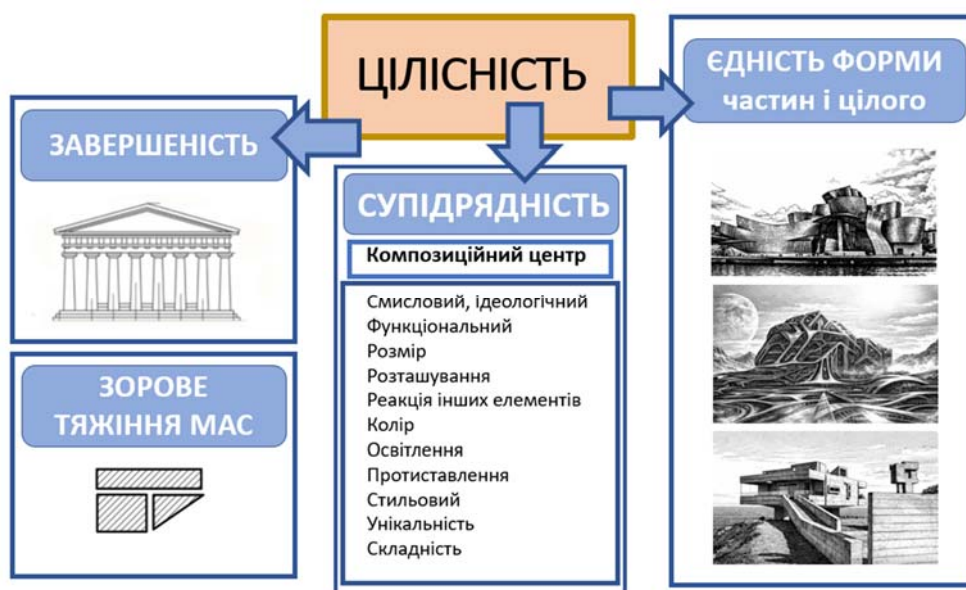 ЦІЛІСНІСТЬ
ЗАВЕРШЕНІСТЬ
ЗОРОВЕ
ТЯЖІННЯ МАС
СУПІДРЯДНІСТЬ
Композиційний центр
Смисловий, ідеологічний
Функціональний
Розмір
Розташування
Реакція інших елементів
Колір
Освітлення
Протиставлення
Стильовий
Унікальність
Складність
ЄДНІСТЬ ФОРМИ
частин і цілого